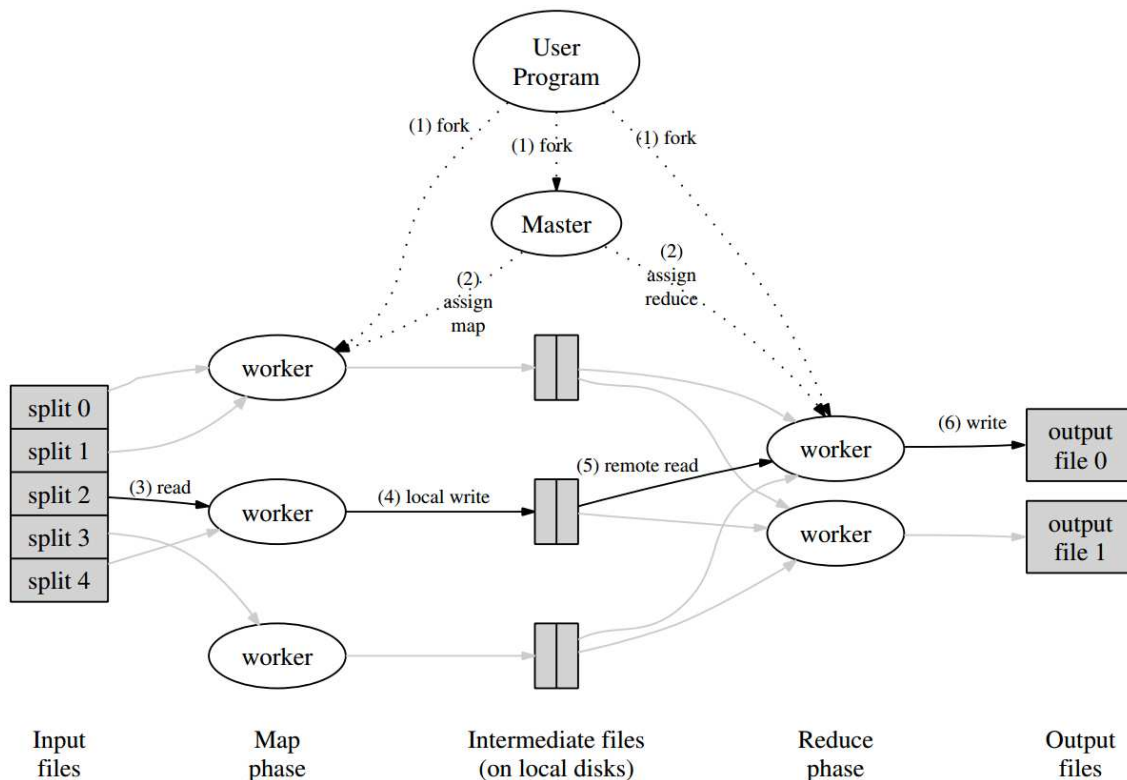 User
Program
(1) fork
(1) fork
(1) fork
Master
(2)
assign
map
(2)
assign
reduce
worker
split 0
split 1
split 2
split 3
split 4
(3) read
worker
(4) local write
(5) remote read
worker
(6) write
output
file 0
worker
output
file 1
worker
Input
files
Map
phase
Intermediate files
(on local disks)
Reduce
phase
Output
files